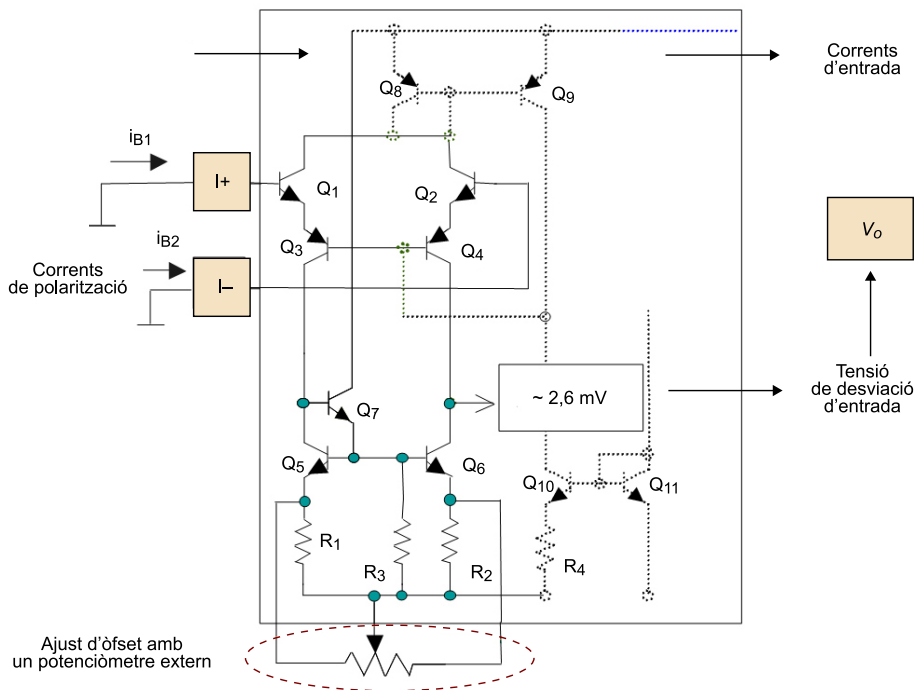 Corrents
d'entrada
Q8
Q9
iB1
I+
Q1
Q2
Vo
iB2
Q3
Q4
Corrents
de polarització
I–
Tensió
de desviació
d'entrada
~ 2,6 mV
Q7
Q5
Q6
Q10
Q11
R1
R3
R2
R4
Ajust d'òfset amb
un potenciòmetre extern